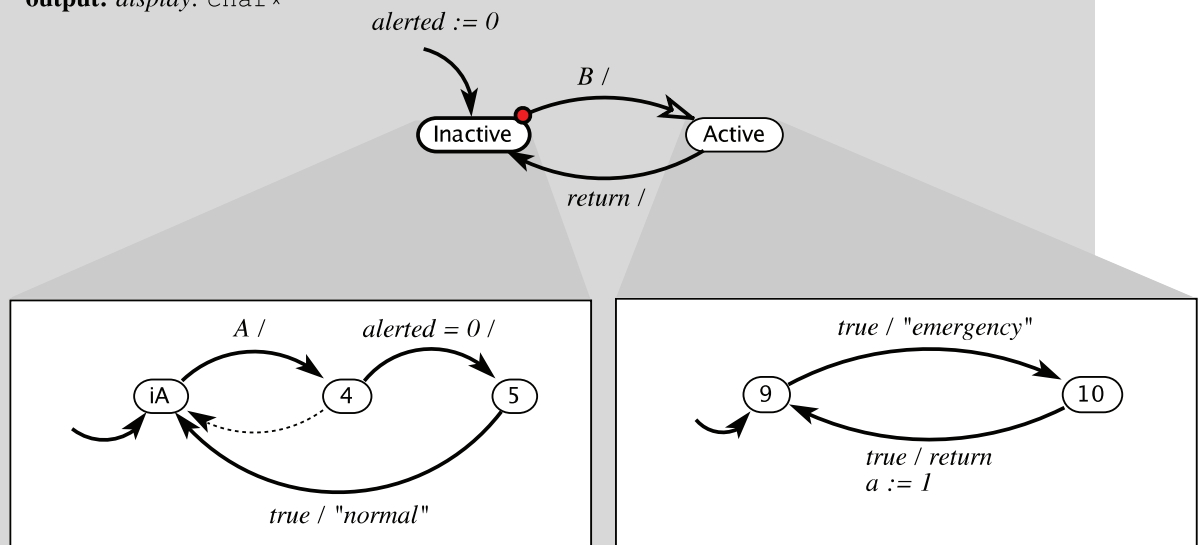 output: display: char*
alerted := 0
B /
Inactive
Active
return /
A /
alerted = 0 /
iA
4
5
true / "normal"
true / "emergency"
9
10
true / return
a := 1